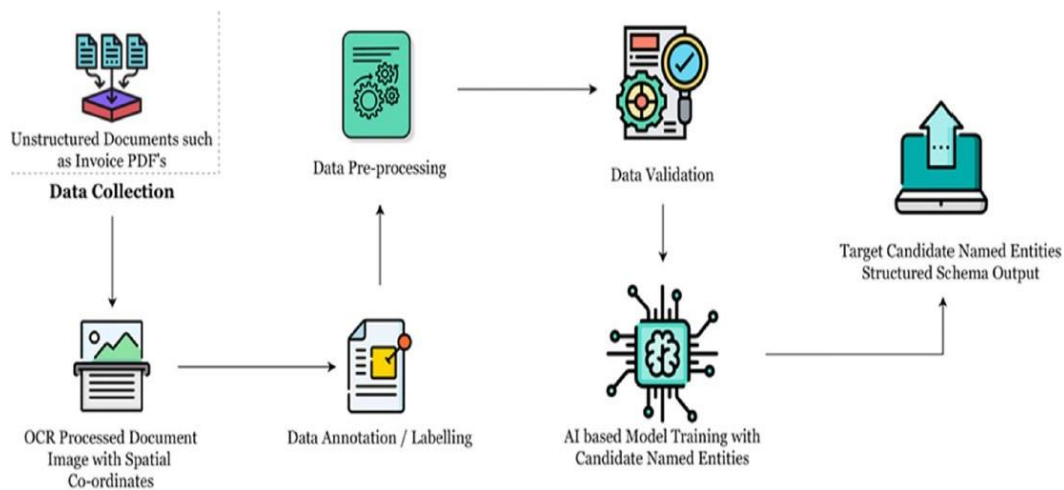 Unstructured Documents such
as Invoice PDF's
Data Collection
OCR Processed Document
Image with Spatial
Co-ordinates
Data Annotation / Labelling
Data Pre-processing
Data Validation
AI based Model Training with
Candidate Named Entities
Target Candidate Named Entities
Structured Schema Output